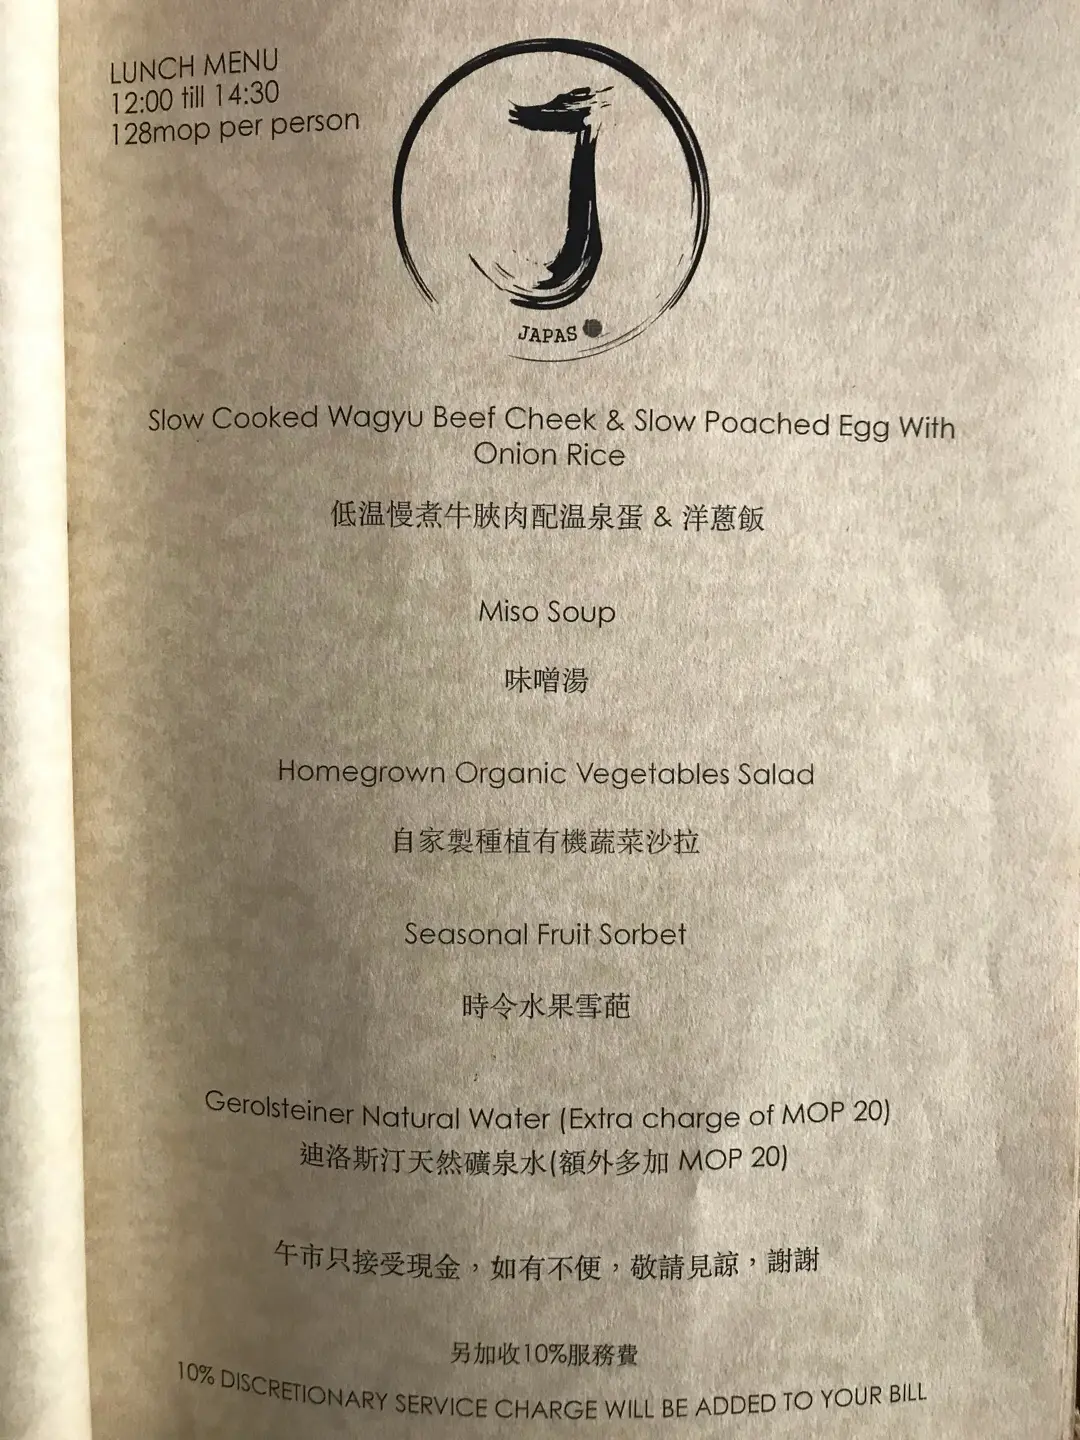 LUNCH MENU
12:00 till 14:30
128mop per person
J
JAPAS
Slow Cooked Wagyu Beef Cheek & Slow Poached Egg With
Onion Rice
低温慢煮牛脥肉配温泉蛋 & 洋蔥飯
Miso Soup
味噌湯
Homegrown Organic Vegetables Salad
自家製種植有機蔬菜沙拉
Seasonal Fruit Sorbet
時令水果雪葩
Gerolsteiner Natural Water (Extra charge of MOP 20)
迪洛斯汀天然礦泉水(額外多加 MOP 20)
午市只接受現金，如有不便，敬請見諒，謝謝
另加收10%服務費
10% DISCRETIONARY SERVICE CHARGE WILL BE ADDED TO YOUR BILL